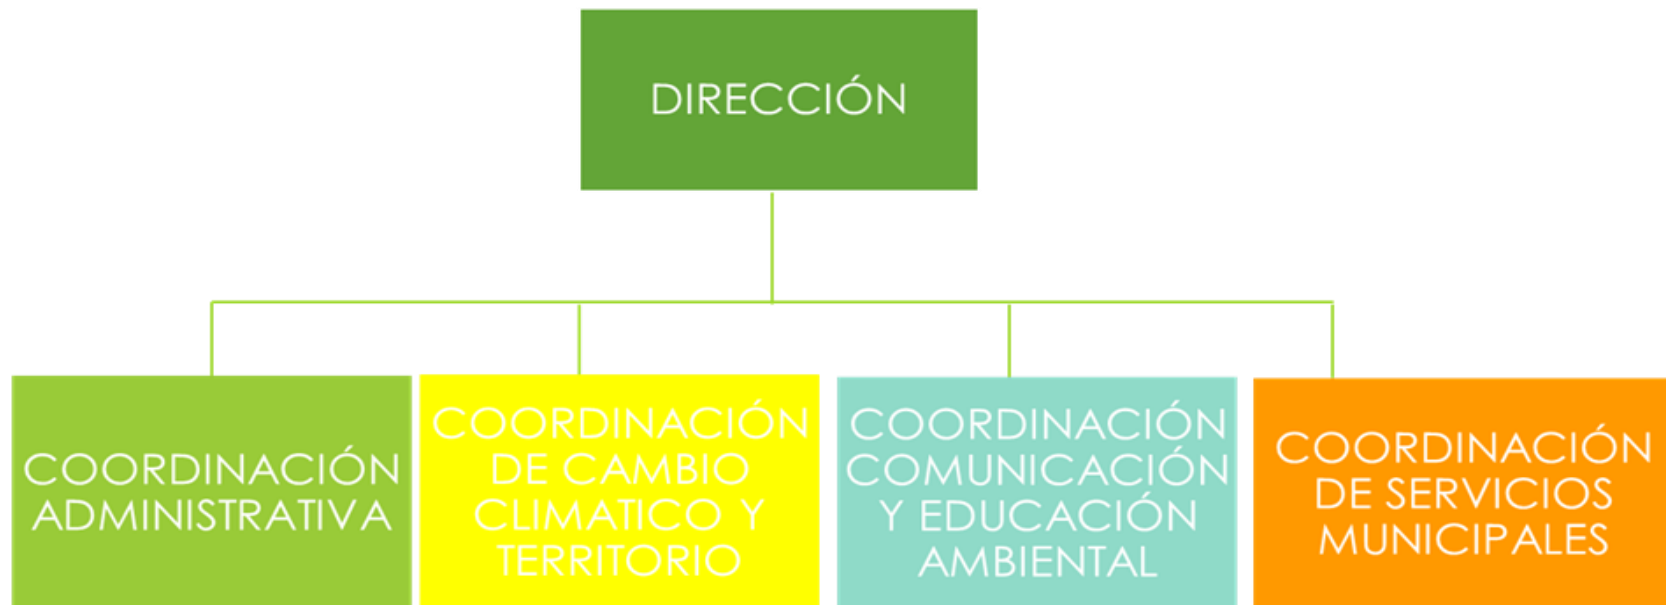 DIRECCIÓN
COORDINACIÓN
ADMINISTRATIVA
COORDINACIÓN
DE CAMBIO
CLIMATICO Y
TERRITORIO
COORDINACIÓN
COMUNICACIÓN
Y EDUCACIÓN
AMBIENTAL
COORDINACIÓN
DE SERVICIOS
MUNICIPALES